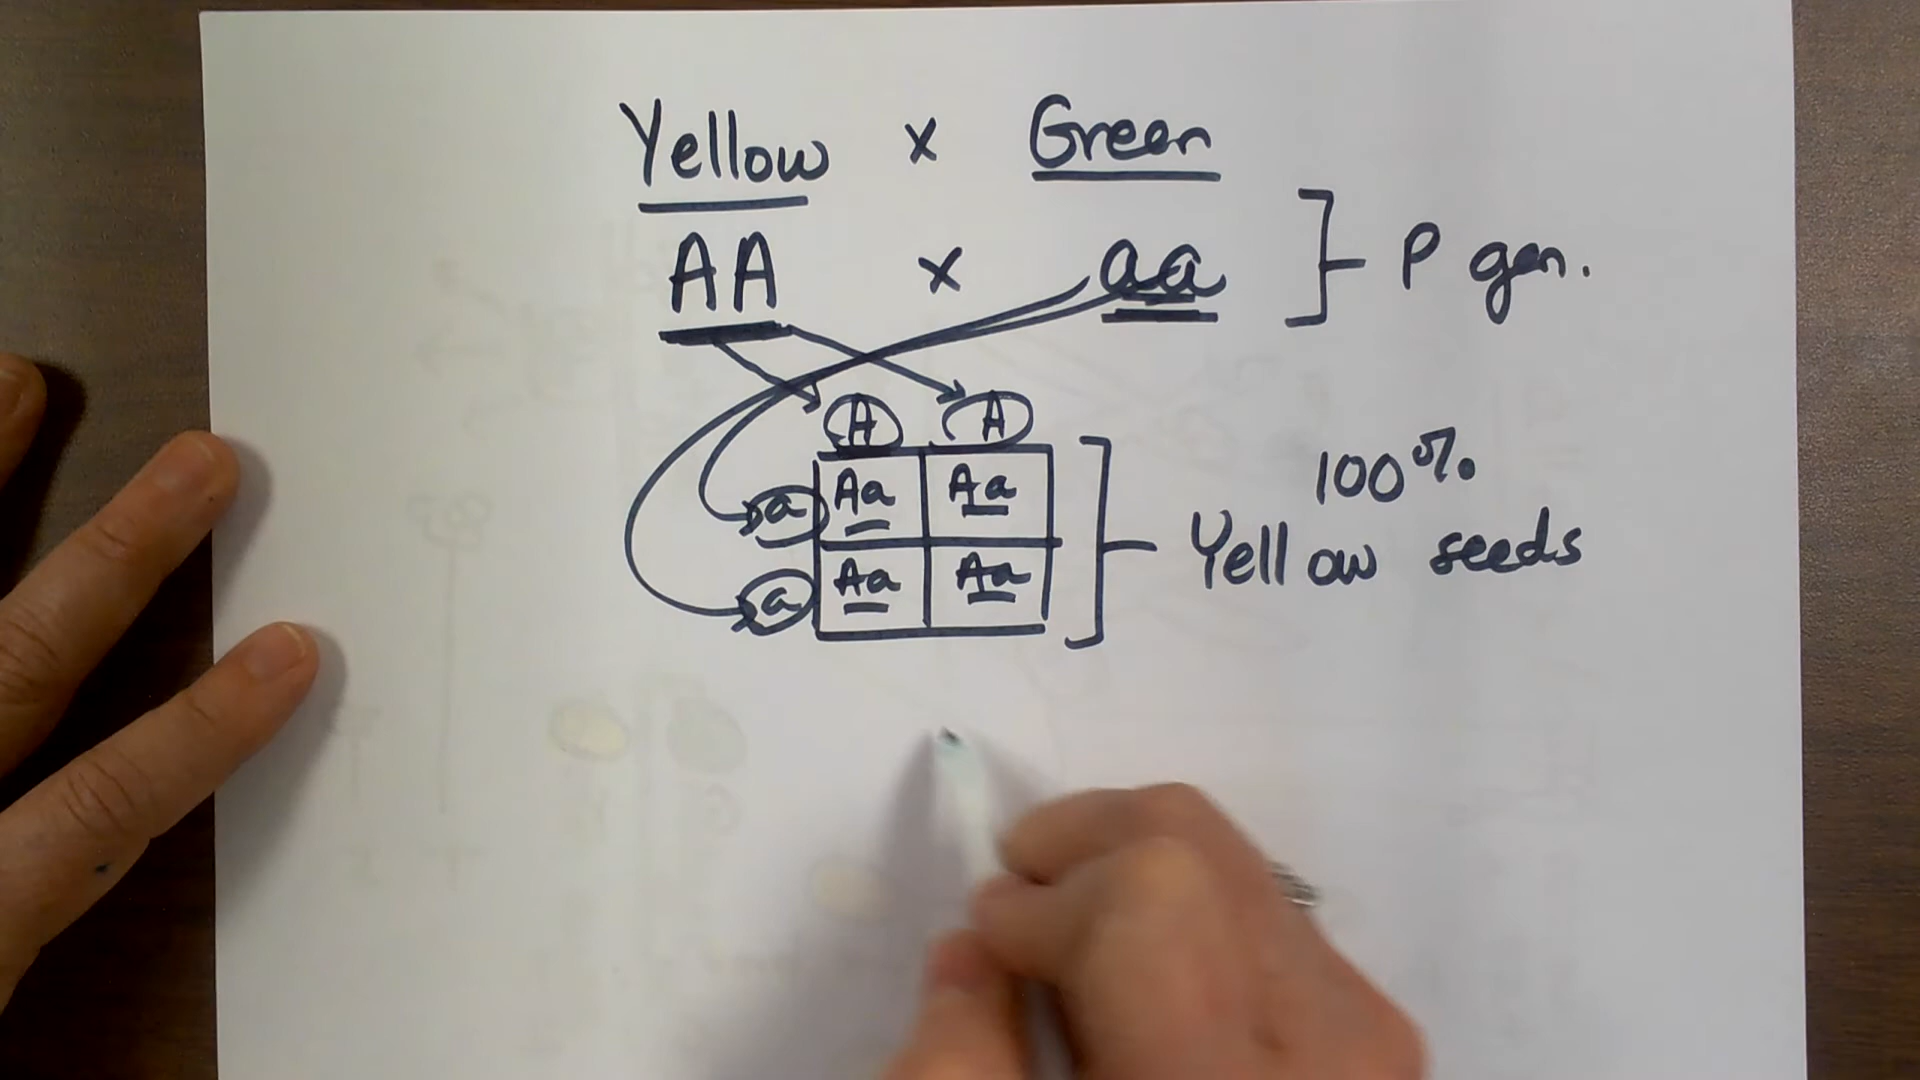 Yellow x Green
AA x aa } P gen.
A A
a Aa Aa
a Aa Aa
100%
Yellow seeds